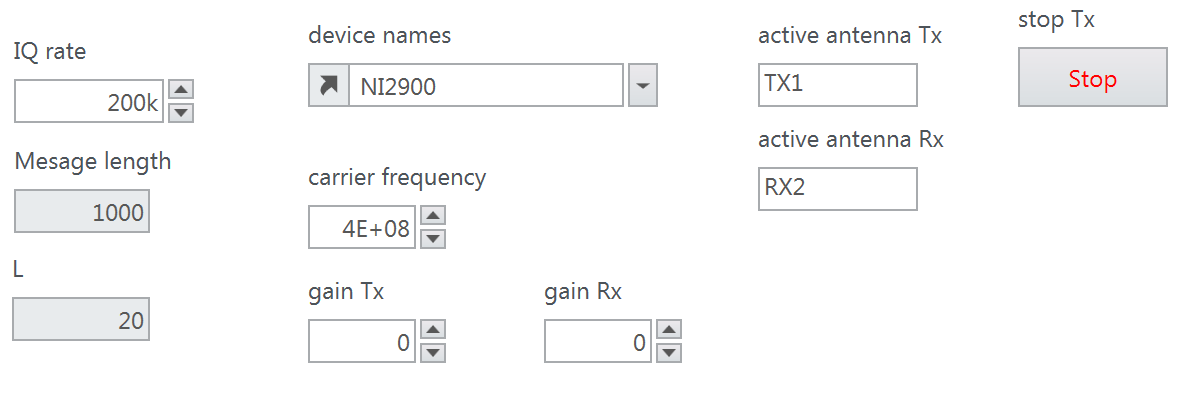 IQ rate
200k
Mesage length
1000
L
20
device names
NI2900
carrier frequency
4E+08
gain Tx
0
gain Rx
0
active antenna Tx
TX1
active antenna Rx
RX2
stop Tx
Stop